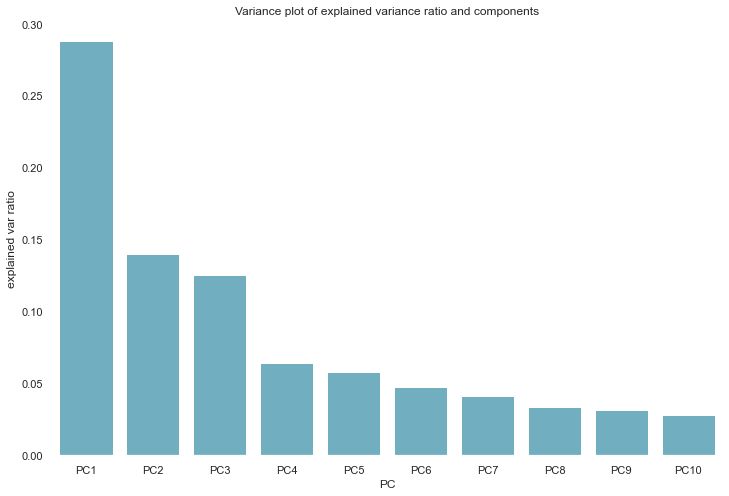 Variance plot of explained variance ratio and components
0.30
0.25
0.20
0.15
0.10
0.05
0.00
explained var ratio
PC1 PC2 PC3 PC4 PC5 PC6 PC7 PC8 PC9 PC10
PC